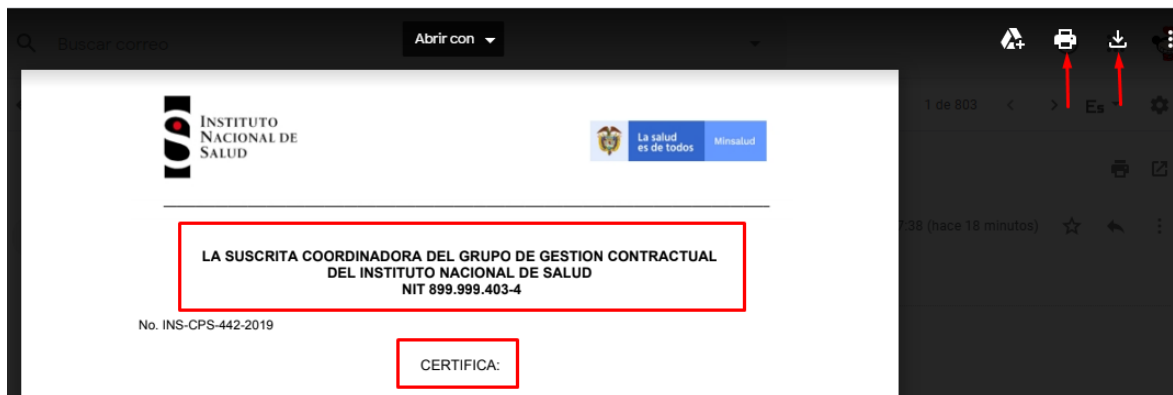 Buscar correo
Abrir con
1 de 803
Es
7:38 (hace 18 minutos)
INSTITUTO
NACIONAL DE
SALUD
La salud
es de todos
Minsalud
LA SUSCRITA COORDINADORA DEL GRUPO DE GESTION CONTRACTUAL
DEL INSTITUTO NACIONAL DE SALUD
NIT 899.999.403-4
No. INS-CPS-442-2019
CERTIFICA: